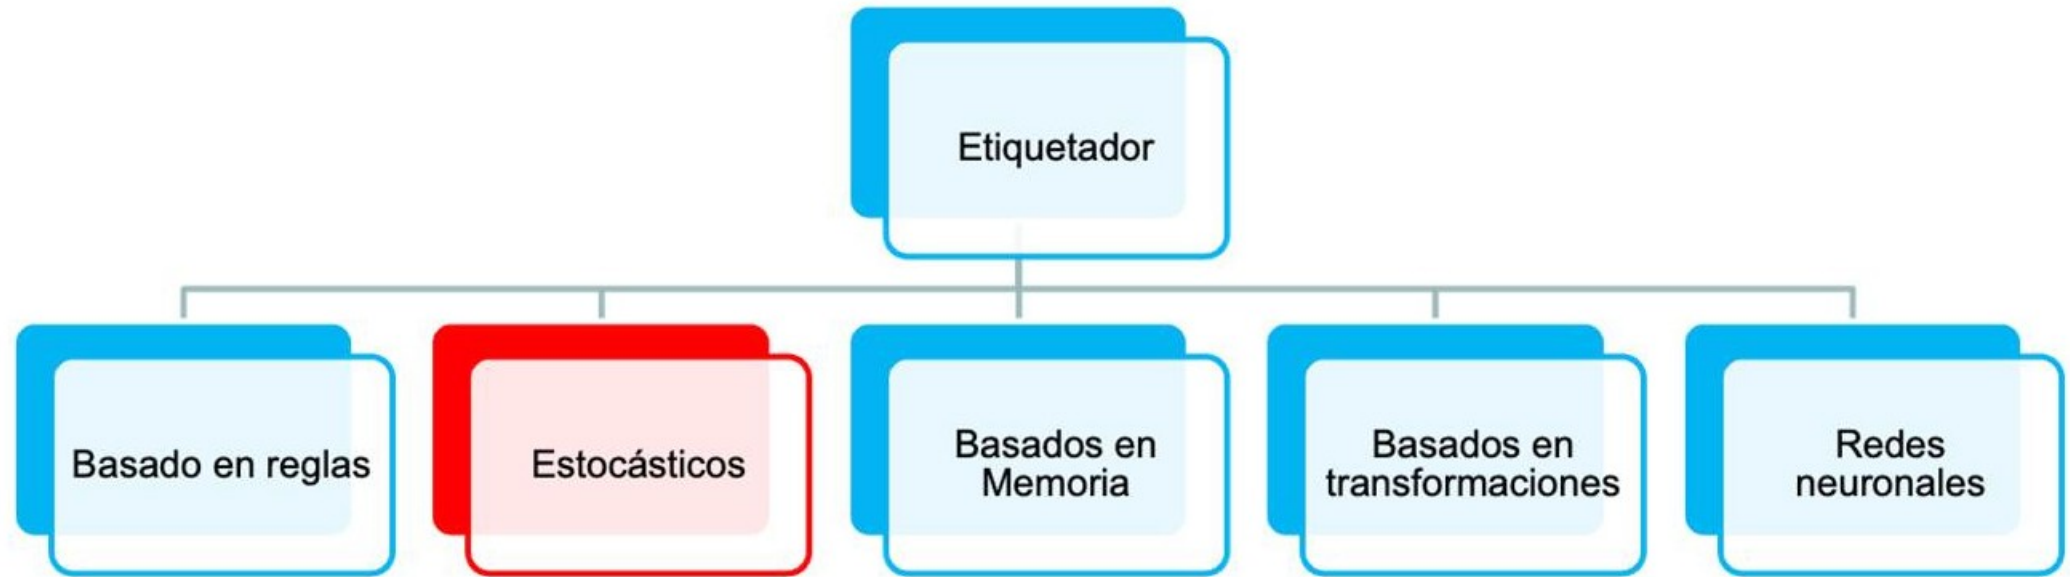 Etiquetador
Basado en reglas
Estocásticos
Basados en
Memoria
Basados en
transformaciones
Redes
neuronales